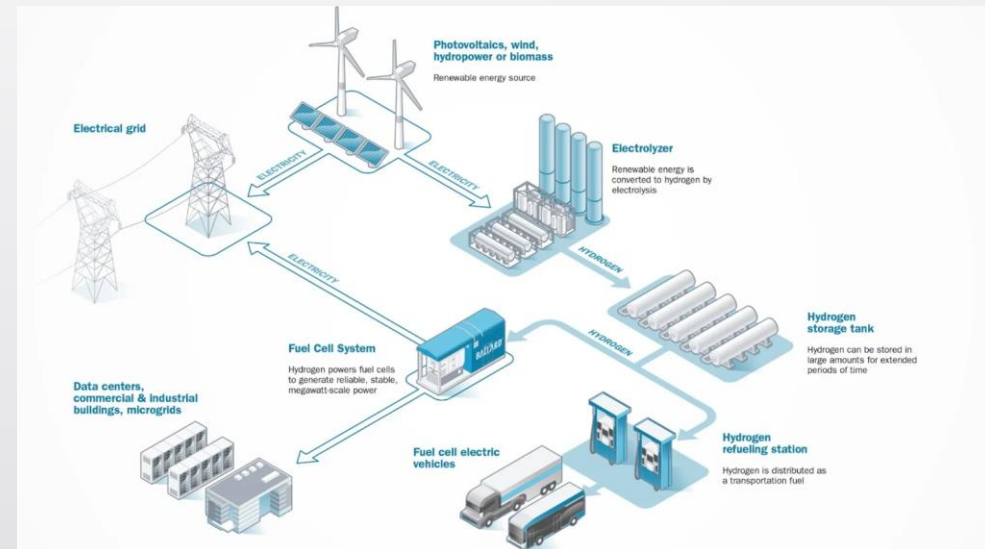 Photovoltaics, wind,
hydropower or biomass
Renewable energy source
Electrical grid
ELECTRICITY
ELECTRICITY
Electrolyzer
Renewable energy is
converted to hydrogen by
electrolysis
HYDROGEN
ELECTRICITY
Hydrogen
storage tank
Hydrogen can be stored in
large amounts for extended
periods of time
HYDROGEN
BALLARD
Fuel Cell System
Hydrogen powers fuel cells
to generate reliable, stable,
megawatt-scale power
Data centers,
commercial & industrial
buildings, microgrids
Fuel cell electric
vehicles
Hydrogen
refueling station
Hydrogen is distributed as
a transportation fuel